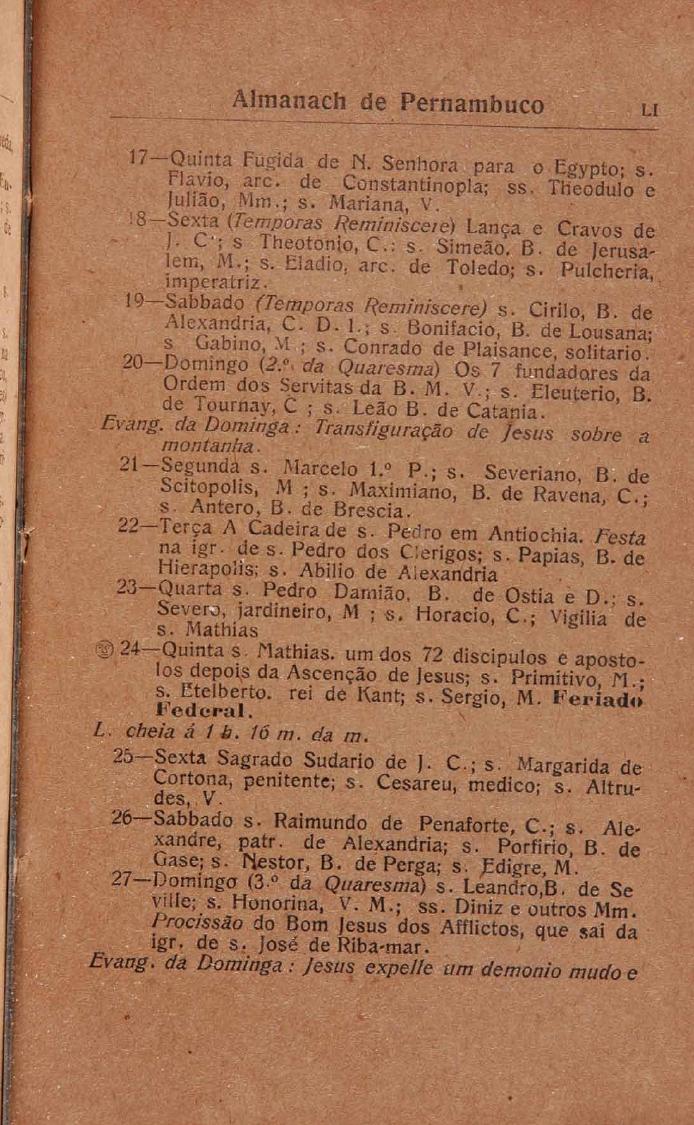 Almanach de Pernambuco LI
17—Quinta Fugida de N. Senhora para o Egypto; s.
Flavio, arc. de Constantinopla; ss. Theodulo e
Julião, Mm.; s. Mariana, V.
18—Sexta (Temporas Reminiscere) Lança e Cravos de
J. C.; s Theotonio, C.; s. Simeão, B. de Jerusa-
lem, M.; s. Eladio, arc. de Toledo; s. Pulcheria,
imperatriz.
19—Sabbado (Temporas Reminiscere) s. Cirilo, B. de
Alexandria, C. D. I.; s. Bonifacio, B. de Lousana;
s Gabino, M.; s. Conrado de Plaisance, solitario.
20—Domingo (2.º da Quaresma) Os 7 fundadores da
Ordem dos Servitas da B. M. V.; s. Eleuterio, B.
de Tournay, C ; s. Leão B. de Catania.
Evang. da Dominga : Transfiguração de Jesus sobre a
montanha.
21—Segunda s. Marcelo 1.º P.; s. Severiano, B. de
Scitopolis, M ; s. Maximiano, B. de Ravena, C.;
s. Antero, B. de Brescia.
22—Terça A Cadeira de s. Pedro em Antiochia. Festa
na igr. de s. Pedro dos Clerigos; s. Papias, B. de
Hierapolis; s. Abilio de Alexandria
23—Quarta s. Pedro Damião, B. de Ostia e D.; s.
Severo, jardineiro, M ; s. Horacio, C.; Vigilia de
s. Mathias
24—Quinta s. Mathias. um dos 72 discipulos e aposto-
los depois da Ascenção de Jesus; s. Primitivo, M.;
s. Etelberto. rei de Kant; s. Sergio, M. Feriado
Federal.
L. cheia á 1 h. 16 m. da m.
25—Sexta Sagrado Sudario de J. C.; s. Margarida de
Cortona, penitente; s. Cesareu, medico; s. Altru-
des, V.
26—Sabbado s. Raimundo de Penaforte, C.; s. Ale-
xandre, patr. de Alexandria; s. Porfirio, B. de
Gase; s. Nestor, B. de Perga; s. Edigre, M.
27—Domingo (3.º da Quaresma) s. Leandro,B. de Se
ville; s. Honorina, V. M.; ss. Diniz e outros Mm.
Procissão do Bom Jesus dos Afflictos, que sai da
igr. de s. José de Riba-mar.
Evang. da Dominga : Jesus expelle um demonio mudo e